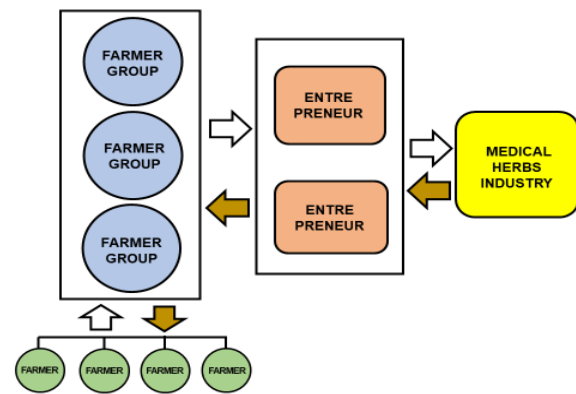 FARMER
GROUP
FARMER
GROUP
FARMER
GROUP
ENTRE
PRENEUR
ENTRE
PRENEUR
MEDICAL
HERBS
INDUSTRY
FARMER
FARMER
FARMER
FARMER